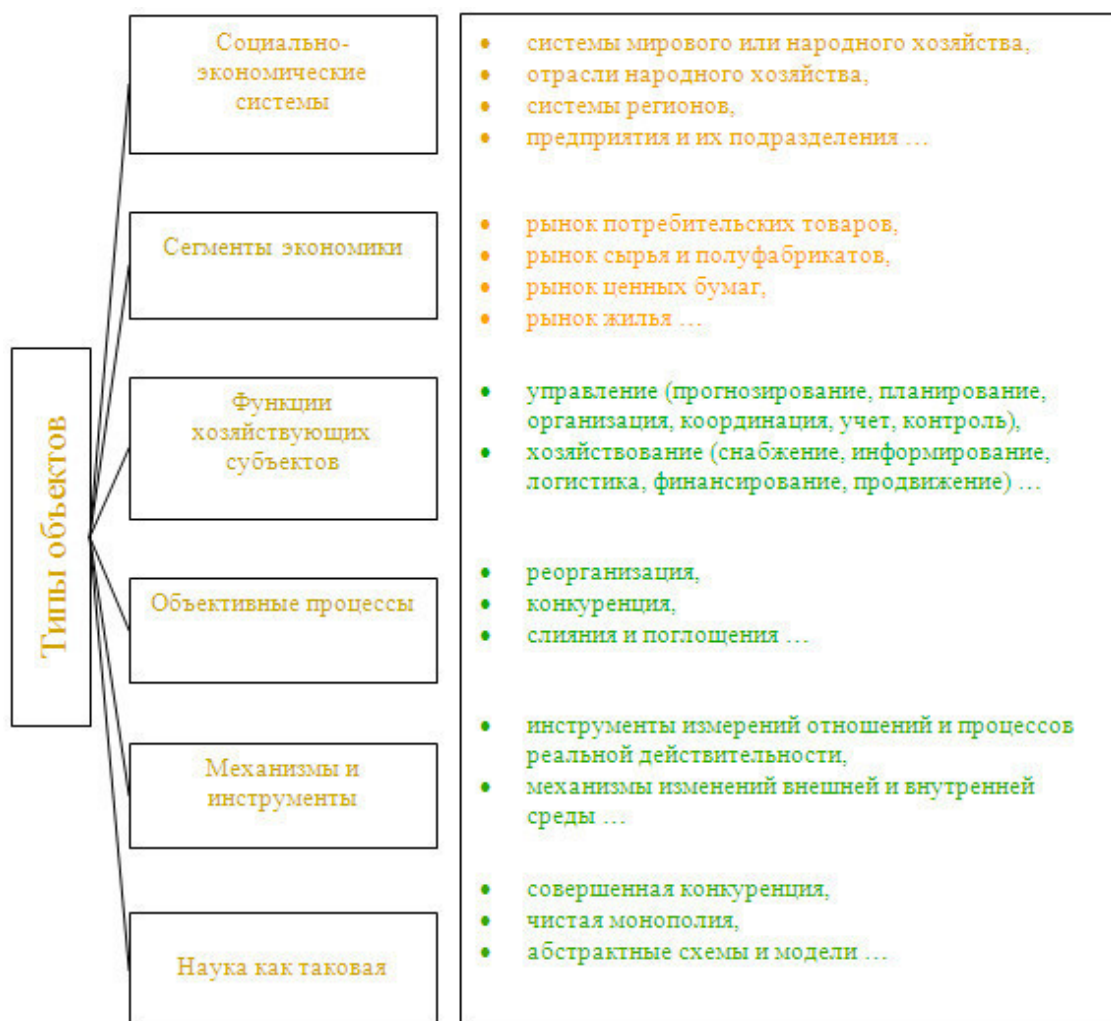 Типы объектов
Социально-
экономические
системы
• системы мирового или народного хозяйства,
• отрасли народного хозяйства,
• системы регионов,
• предприятия и их подразделения …
Сегменты экономики
• рынок потребительских товаров,
• рынок сырья и полуфабрикатов,
• рынок ценных бумаг,
• рынок жилья …
Функции
хозяйствующих
субъектов
• управление (прогнозирование, планирование,
организация, координация, учет, контроль),
• хозяйствование (снабжение, информирование,
логистика, финансирование, продвижение) …
Объективные процессы
• реорганизация,
• конкуренция,
• слияния и поглощения …
Механизмы и
инструменты
• инструменты измерений отношений и процессов
реальной действительности,
• механизмы изменений внешней и внутренней
среды …
Наука как таковая
• совершенная конкуренция,
• чистая монополия,
• абстрактные схемы и модели …